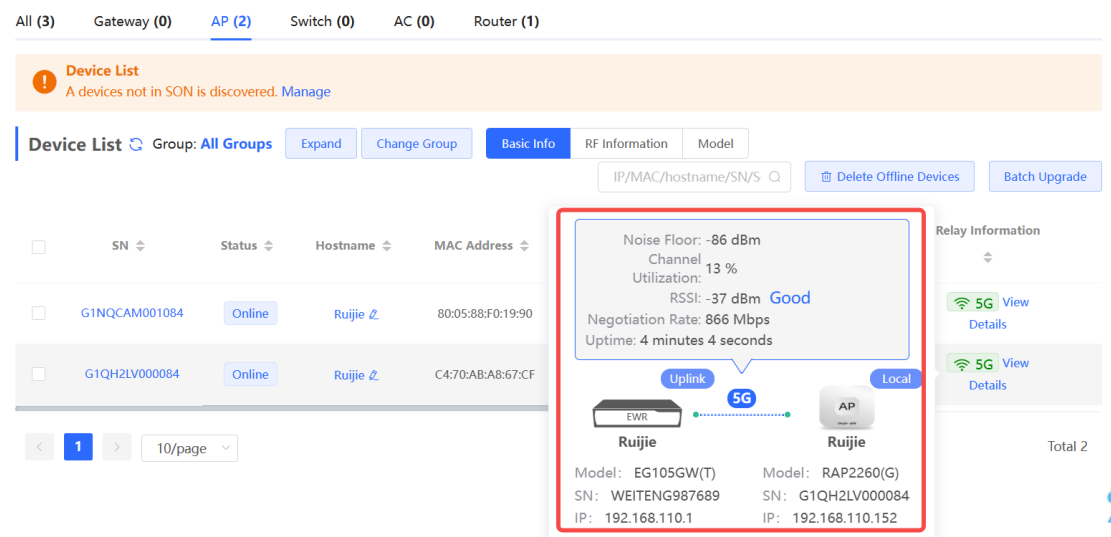 All (3) Gateway (0) AP (2) Switch (0) AC (0) Router (1)
Device List
A devices not in SON is discovered. Manage
Device List Group: All Groups Expand Change Group Basic Info RF Information Model
IP/MAC/hostname/SN/S Delete Offline Devices Batch Upgrade
SN Status Hostname MAC Address Relay Information
G1NQCAM001084 Online Ruijie 80:05:88:F0:19:90 5G View Details
G1QH2LV000084 Online Ruijie C4:70:AB:A8:67:CF 5G View Details
1 10/page Total 2
Noise Floor: -86 dBm
Channel Utilization: 13 %
RSSI: -37 dBm Good
Negotiation Rate: 866 Mbps
Uptime: 4 minutes 4 seconds
Uplink 5G Local
EWR AP
Ruijie Ruijie
Model: EG105GW(T) Model: RAP2260(G)
SN: WEITENG987689 SN: G1QH2LV000084
IP: 192.168.110.1 IP: 192.168.110.152